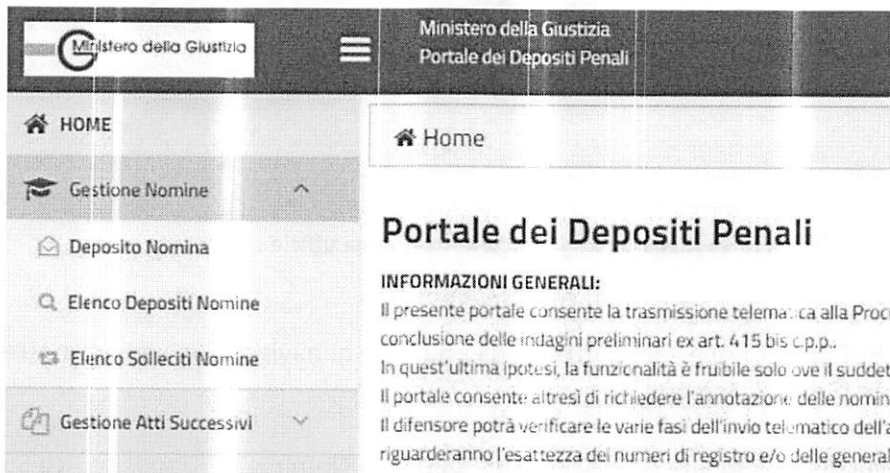 Ministero della Giustizia
Ministero della Giustizia
Portale dei Depositi Penali
HOME
Gestione Nomine
Deposito Nomina
Elenco Depositi Nomine
Elenco Solleciti Nomine
Gestione Atti Successivi
Home
Portale dei Depositi Penali
INFORMAZIONI GENERALI:
Il presente portale consente la trasmissione telematica alla Proc
conclusione delle indagini preliminari ex art. 415 bis c.p.p..
In quest'ultima ipotesi, la funzionalità è fruibile solo ove il suddet
Il portale consente altresì di richiedere l'annotazione delle nomin
Il difensore potrà verificare le varie fasi dell'invio telematico dell'a
riguarderanno l'esattezza dei numeri di registro e/o delle general